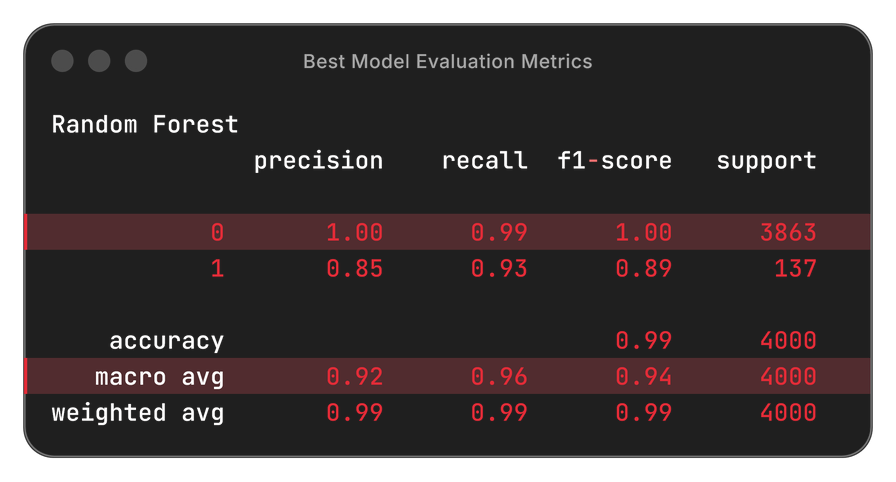 Best Model Evaluation Metrics
Random Forest
precision recall f1-score support
0 1.00 0.99 1.00 3863
1 0.85 0.93 0.89 137
accuracy 0.99 4000
macro avg 0.92 0.96 0.94 4000
weighted avg 0.99 0.99 0.99 4000